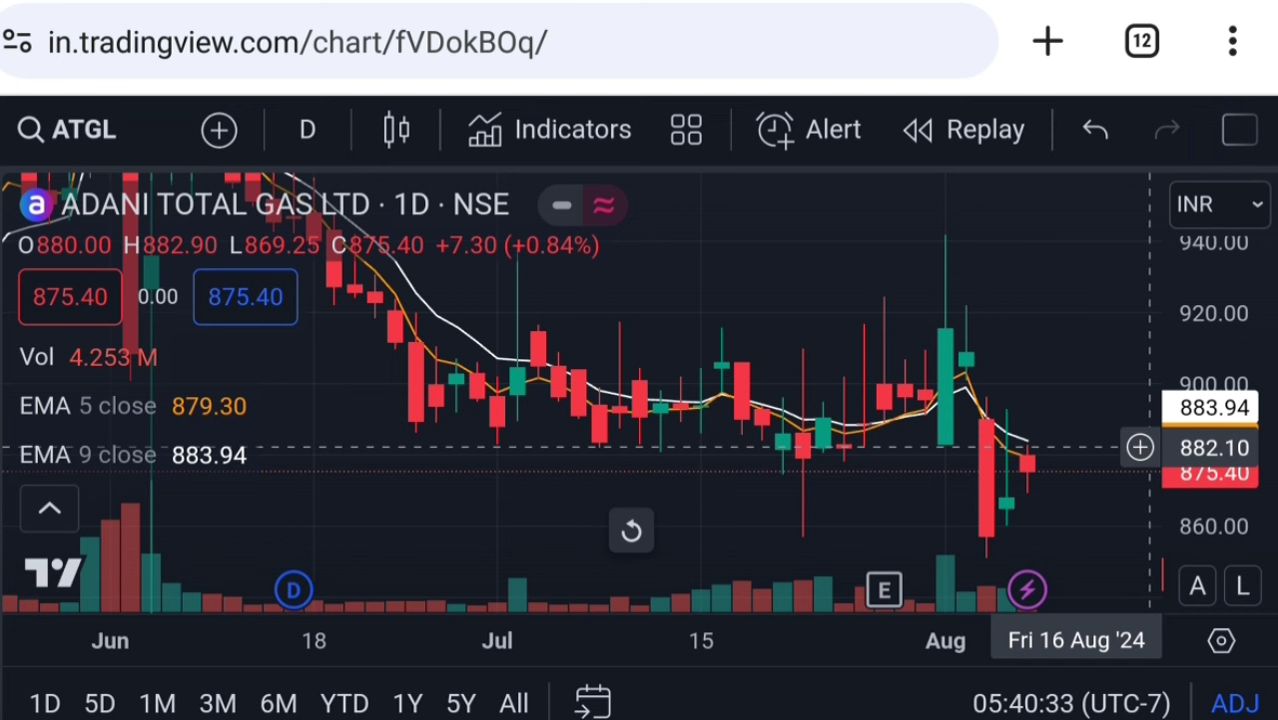 in.tradingview.com/chart/fVDokBOq/ 12
ATGL D Indicators Alert Replay
a ADANI TOTAL GAS LTD · 1D · NSE INR
O880.00 H882.90 L869.25 C875.40 +7.30 (+0.84%) 940.00
875.40 0.00 875.40
920.00
Vol 4.253 M
900.00
EMA 5 close 879.30 883.94
EMA 9 close 883.94 882.10
875.40
860.00
D E A L
Jun 18 Jul 15 Aug Fri 16 Aug '24
1D 5D 1M 3M 6M YTD 1Y 5Y All 05:40:33 (UTC-7) ADJ